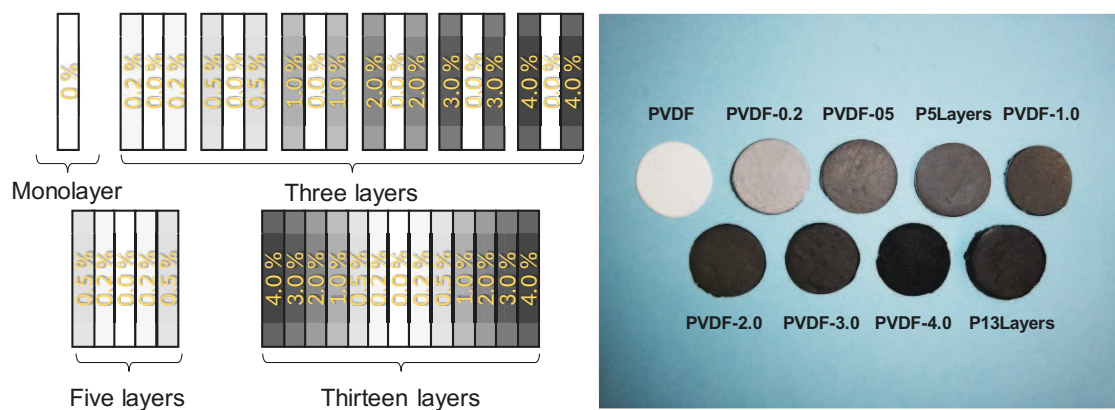 0 %
0.2 %
0.0 %
0.2 %
0.5 %
0.0 %
0.5 %
1.0 %
0.0 %
1.0 %
2.0 %
0.0 %
2.0 %
3.0 %
0.0 %
3.0 %
4.0 %
0.0 %
4.0 %
Monolayer
Three layers
0.5 %
0.2 %
0.0 %
0.2 %
0.5 %
4.0 %
3.0 %
2.0 %
1.0 %
0.5 %
0.2 %
0.0 %
0.2 %
0.5 %
1.0 %
2.0 %
3.0 %
4.0 %
Five layers
Thirteen layers
PVDF
PVDF-0.2
PVDF-05
P5Layers
PVDF-1.0
PVDF-2.0
PVDF-3.0
PVDF-4.0
P13Layers